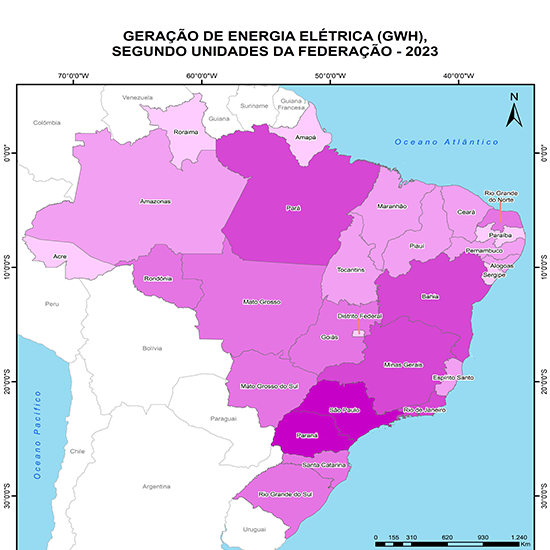 GERAÇÃO DE ENERGIA ELÉTRICA (GWH),
SEGUNDO UNIDADES DA FEDERAÇÃO - 2023
70°0'0"W
60°0'0"W
50°0'0"W
40°0'0"W
N
Venezuela
Suriname
Guiana
Francesa
Guiana
Colômbia
Roraima
Amapá
Oceano Atlântico
0°0'0"
0°0'0"
Rio Grande
do Norte
Amazonas
Pará
Maranhão
Ceará
Paraíba
Piauí
Pernambuco
Acre
Alogoas
Sergipe
10°0'0"S
10°0'0"S
Tocantins
Rondônia
Bahia
Mato Grosso
Peru
Distrito Federal
Goiás
Bolívia
Minas Gerais
Espírito Santo
20°0'0"S
20°0'0"S
Mato Grosso do Sul
São Paulo
Rio de Janeiro
Oceano Pacífico
Paraguai
Paraná
Chile
Santa Catarina
Argentina
Rio Grande do Sul
30°0'0"S
30°0'0"S
Uruguai
0 155 310 620 930 1.240
Km